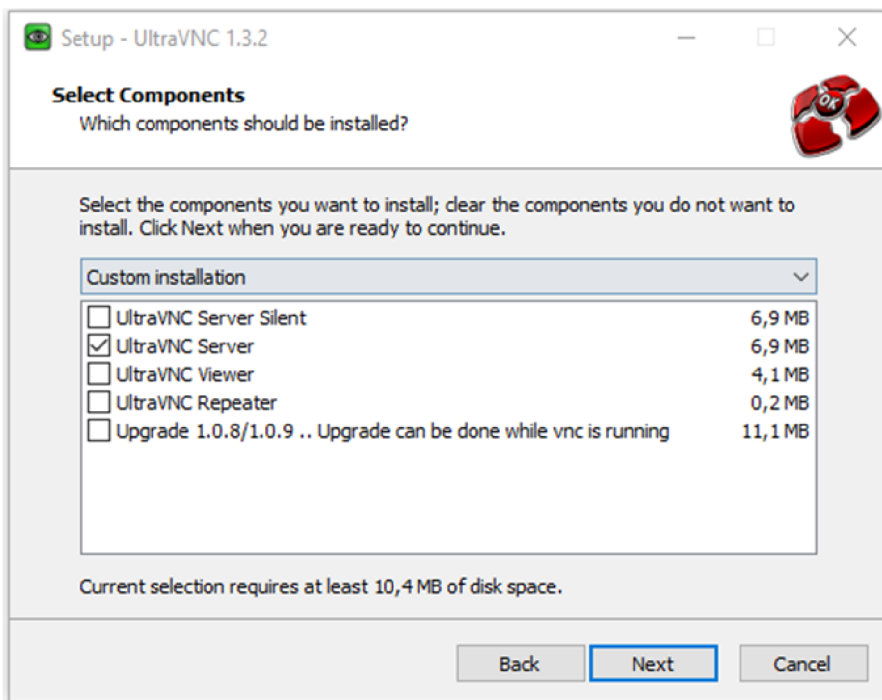 Setup - UltraVNC 1.3.2
Select Components
Which components should be installed?
OK
Select the components you want to install; clear the components you do not want to
install. Click Next when you are ready to continue.
Custom installation
UltraVNC Server Silent 6,9 MB
UltraVNC Server 6,9 MB
UltraVNC Viewer 4,1 MB
UltraVNC Repeater 0,2 MB
Upgrade 1.0.8/1.0.9 .. Upgrade can be done while vnc is running 11,1 MB
Current selection requires at least 10,4 MB of disk space.
Back Next Cancel